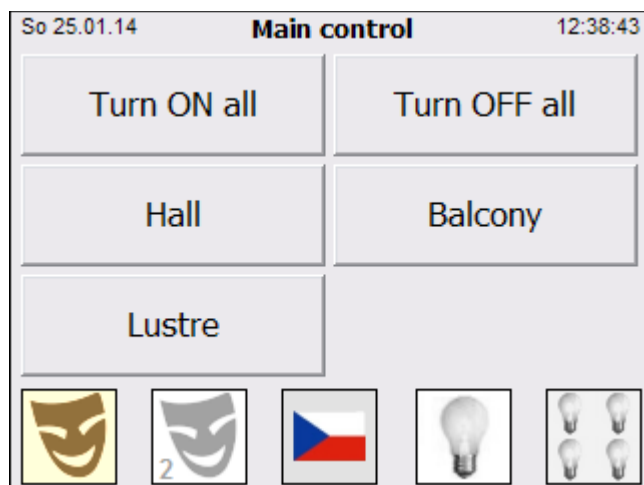 So 25.01.14 Main control 12:38:43
Turn ON all Turn OFF all
Hall Balcony
Lustre
2